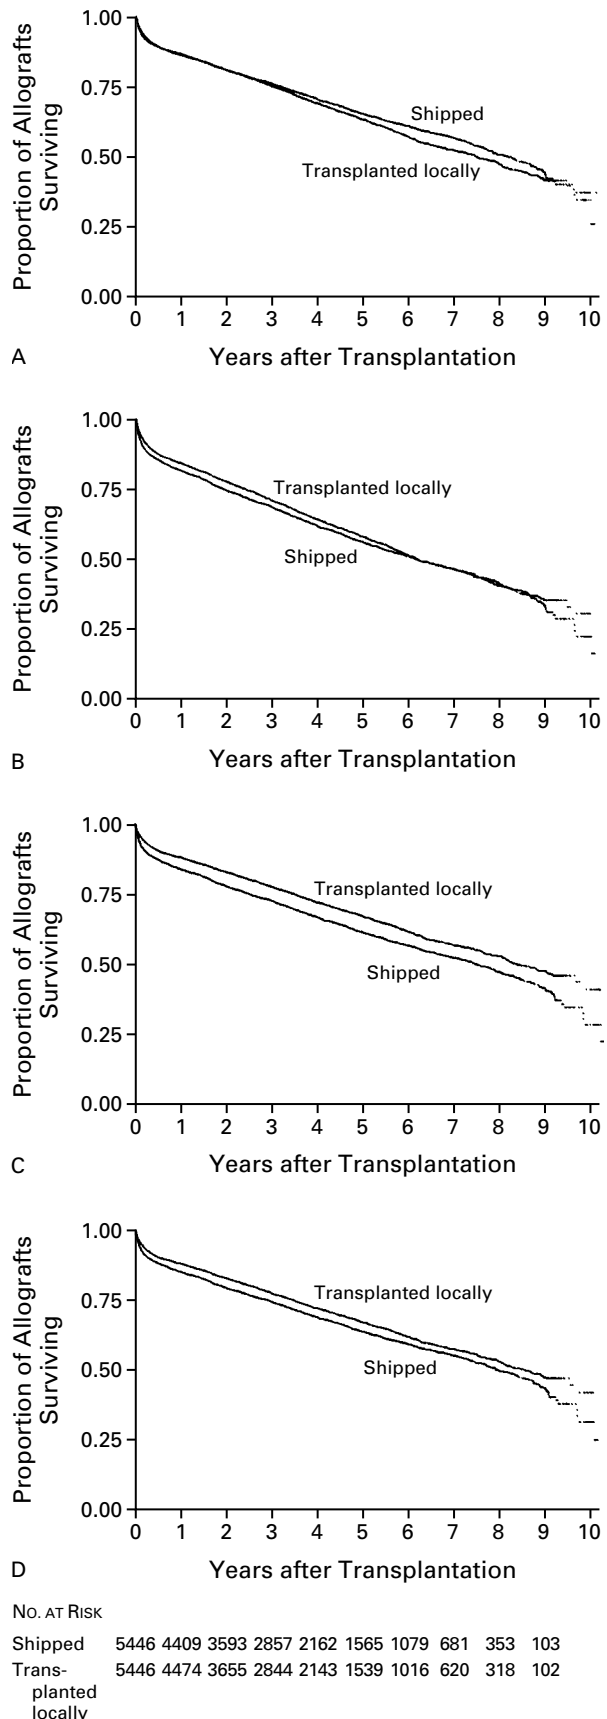 Proportion of Allografts
Surviving
1.00
0.75
0.50
0.25
0.00
Shipped
Transplanted locally
0 1 2 3 4 5 6 7 8 9 10
A
Years after Transplantation
Proportion of Allografts
Surviving
1.00
0.75
0.50
0.25
0.00
Transplanted locally
Shipped
0 1 2 3 4 5 6 7 8 9 10
B
Years after Transplantation
Proportion of Allografts
Surviving
1.00
0.75
0.50
0.25
0.00
Transplanted locally
Shipped
0 1 2 3 4 5 6 7 8 9 10
C
Years after Transplantation
Proportion of Allografts
Surviving
1.00
0.75
0.50
0.25
0.00
Transplanted locally
Shipped
0 1 2 3 4 5 6 7 8 9 10
D
Years after Transplantation
NO. AT RISK
Shipped 5446 4409 3593 2857 2162 1565 1079 681 353 103
Trans- 5446 4474 3655 2844 2143 1539 1016 620 318 102
planted
locally